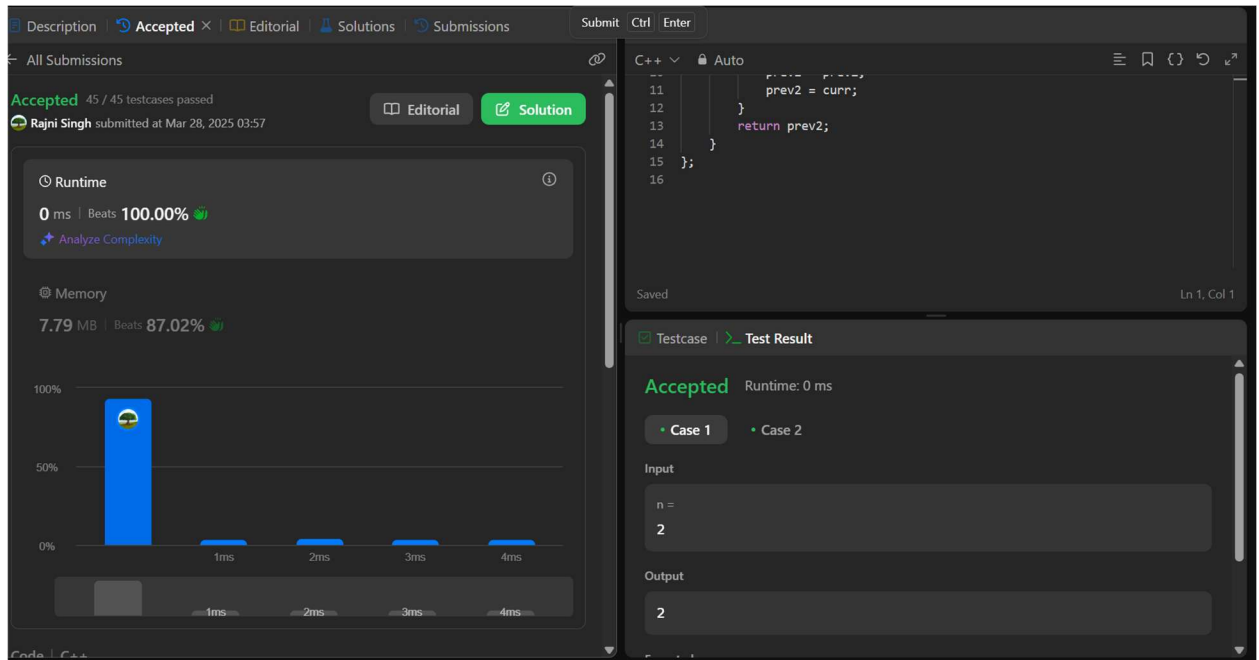 Description Accepted Editorial Solutions Submissions
Submit Ctrl Enter
All Submissions
Accepted 45 / 45 testcases passed
Rajni Singh submitted at Mar 28, 2025 03:57
Editorial Solution
Runtime
0 ms Beats 100.00%
Analyze Complexity
Memory
7.79 MB Beats 87.02%
100%
50%
0%
1ms 2ms 3ms 4ms
1ms 2ms 3ms 4ms
Code C++
C++ Auto
11 prev2 = curr;
12 }
13 return prev2;
14 }
15 };
16
Saved Ln 1, Col 1
Testcase Test Result
Accepted Runtime: 0 ms
Case 1 Case 2
Input
n =
2
Output
2